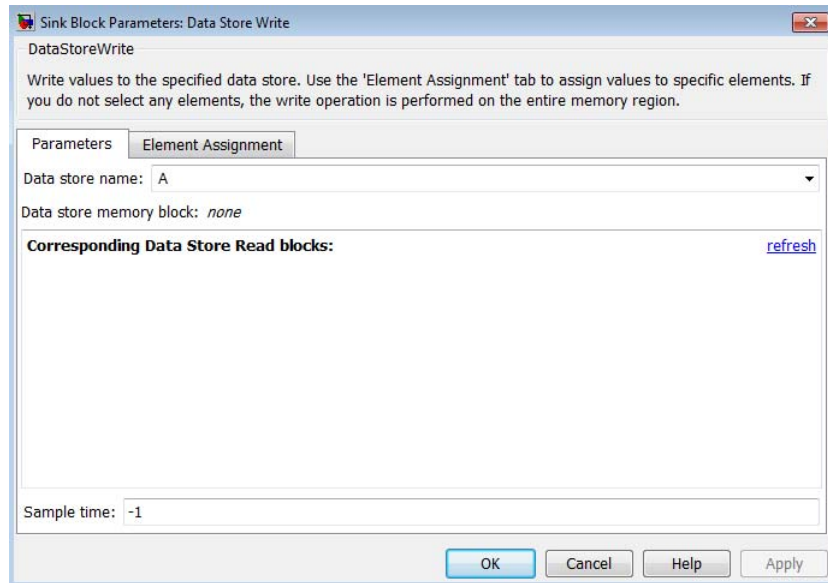 Sink Block Parameters: Data Store Write
DataStoreWrite
Write values to the specified data store. Use the 'Element Assignment' tab to assign values to specific elements. If
you do not select any elements, the write operation is performed on the entire memory region.
Parameters
Element Assignment
Data store name: A
Data store memory block: none
Corresponding Data Store Read blocks:
refresh
Sample time: -1
OK
Cancel
Help
Apply